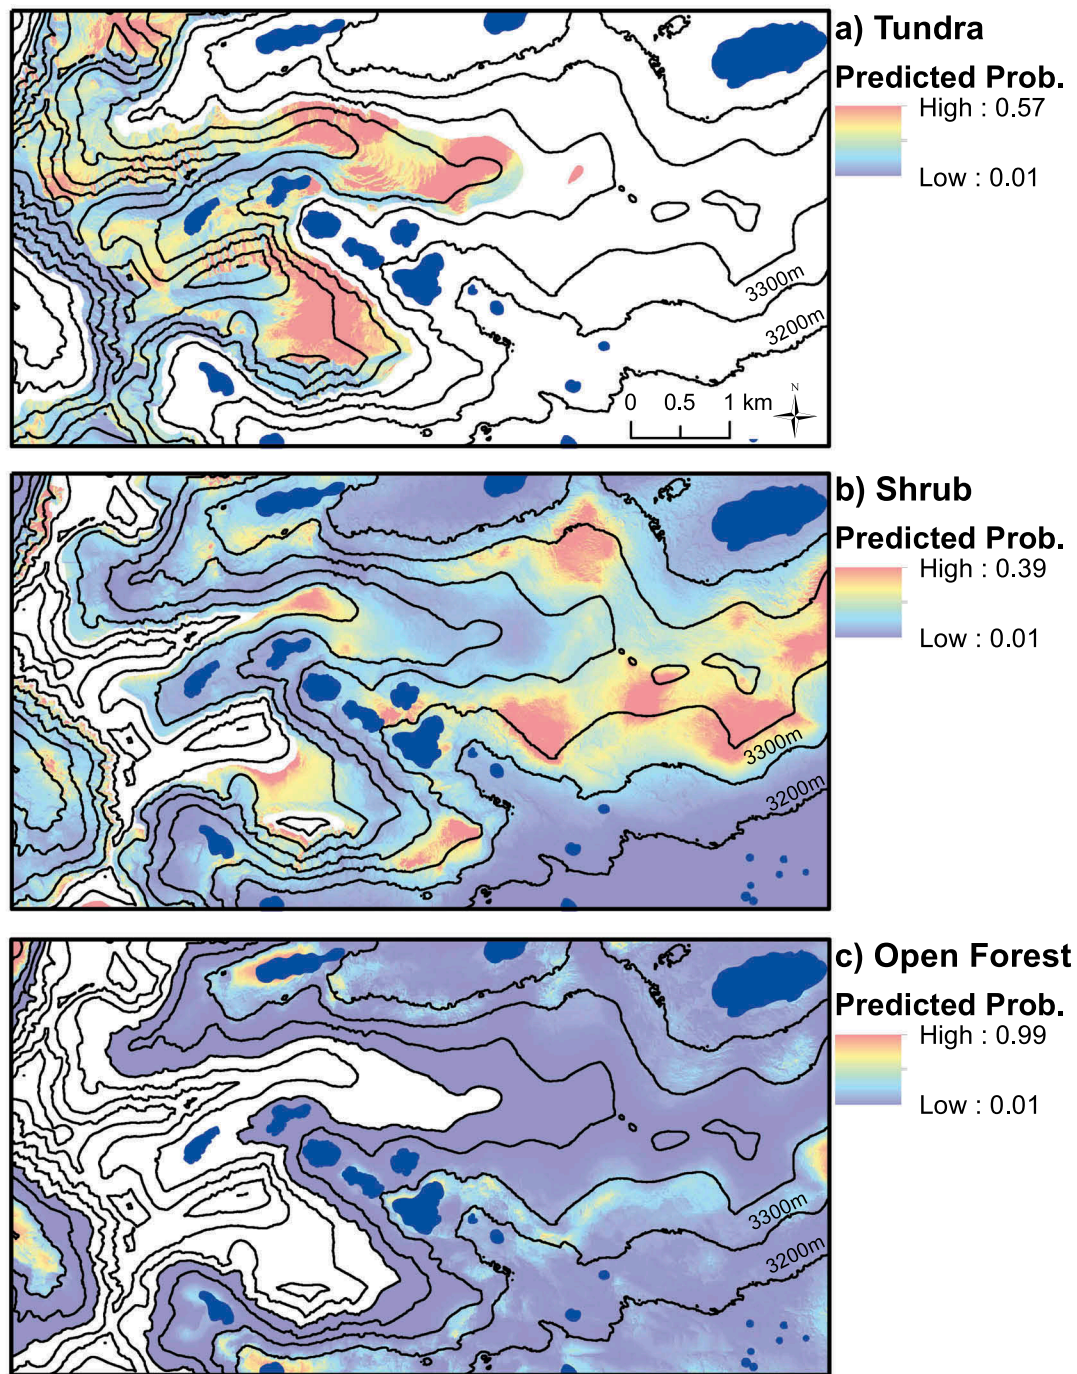 a) Tundra
Predicted Prob.
High : 0.57
Low : 0.01
3300m
3200m
0 0.5 1 km
N
b) Shrub
Predicted Prob.
High : 0.39
Low : 0.01
3300m
3200m
c) Open Forest
Predicted Prob.
High : 0.99
Low : 0.01
3300m
3200m